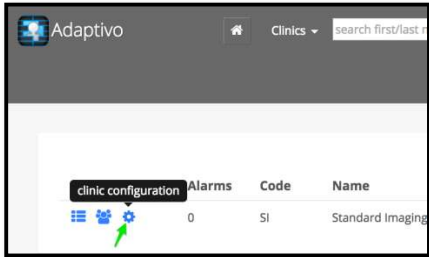 Adaptivo
Clinics
search first/last
clinic configuration
Alarms Code Name
0 SI Standard Imaging